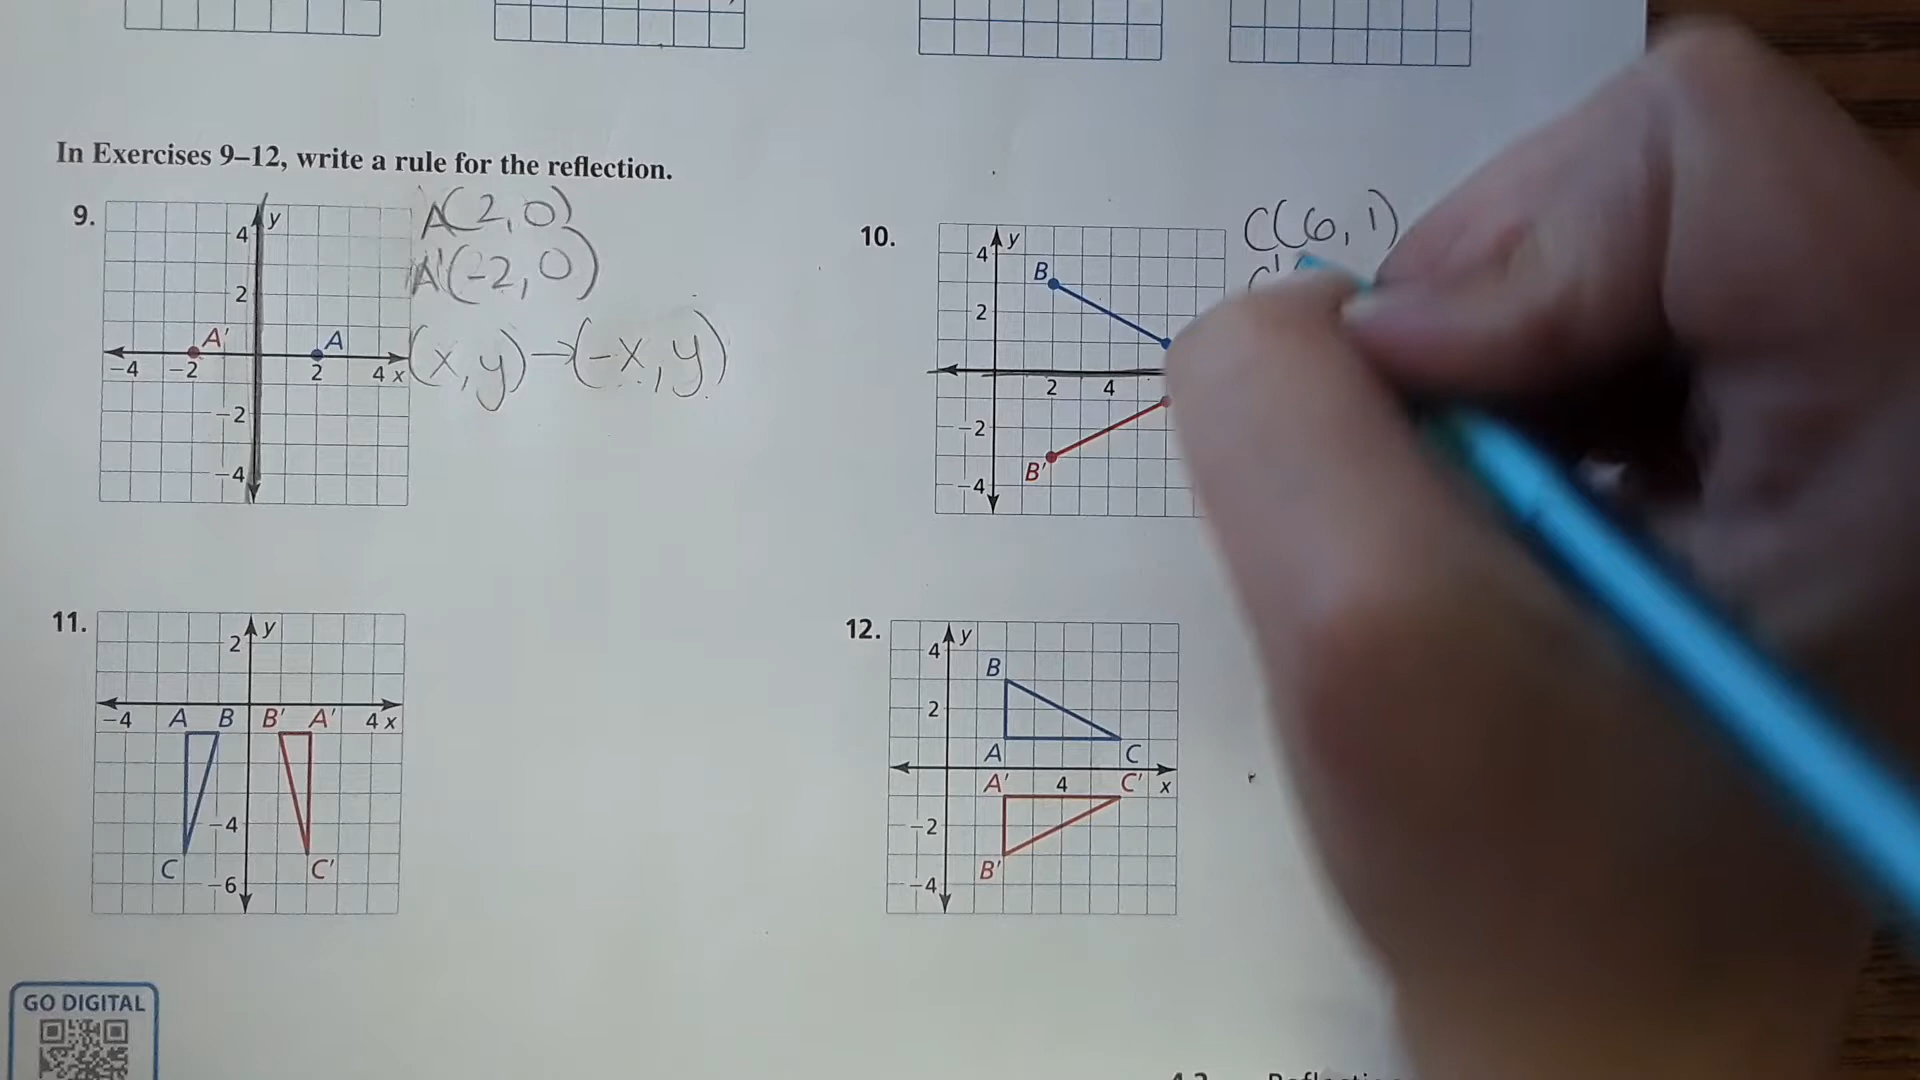 In Exercises 9–12, write a rule for the reflection.
9.
y
4
2
A'
A
−4
−2
2
4 x
−2
−4
A(2,0)
A'(-2,0)
(x,y)→(-x,y)
10.
y
4
B
2
2
4
−2
B'
−4
C(6,1)
C'(
11.
y
2
−4
A
B
B'
A'
4 x
−4
C
C'
−6
12.
y
4
B
2
A
C
A'
4
C'
x
−2
B'
−4
GO DIGITAL